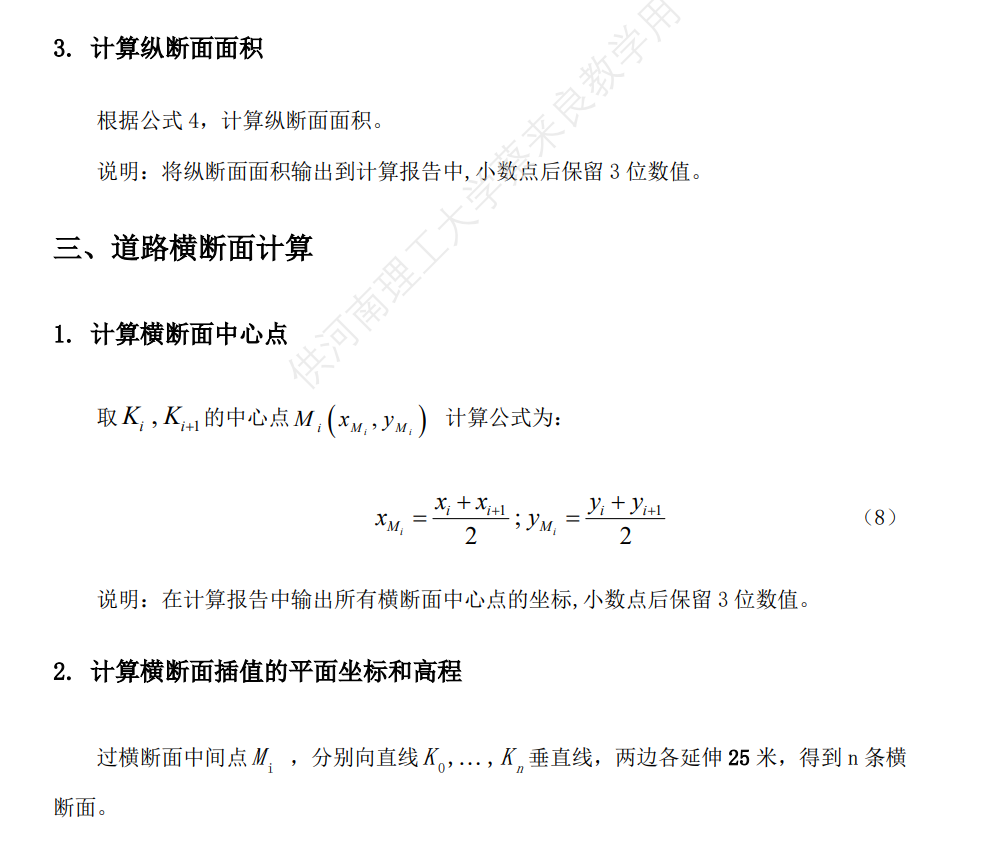 3. 计算纵断面面积
根据公式 4，计算纵断面面积。
说明：将纵断面面积输出到计算报告中,小数点后保留 3 位数值。
三、道路横断面计算
1. 计算横断面中心点
取 K_i , K_{i+1} 的中心点 M_i (x_{M_i}, y_{M_i}) 计算公式为：
x_{M_i} = \frac{x_i + x_{i+1}}{2} ; y_{M_i} = \frac{y_i + y_{i+1}}{2} （8）
说明：在计算报告中输出所有横断面中心点的坐标,小数点后保留 3 位数值。
2. 计算横断面插值的平面坐标和高程
过横断面中间点 M_i ，分别向直线 K_0,...,K_n 垂直线，两边各延伸 25 米，得到 n 条横
断面。
供河南理工大学蔡来良教学用